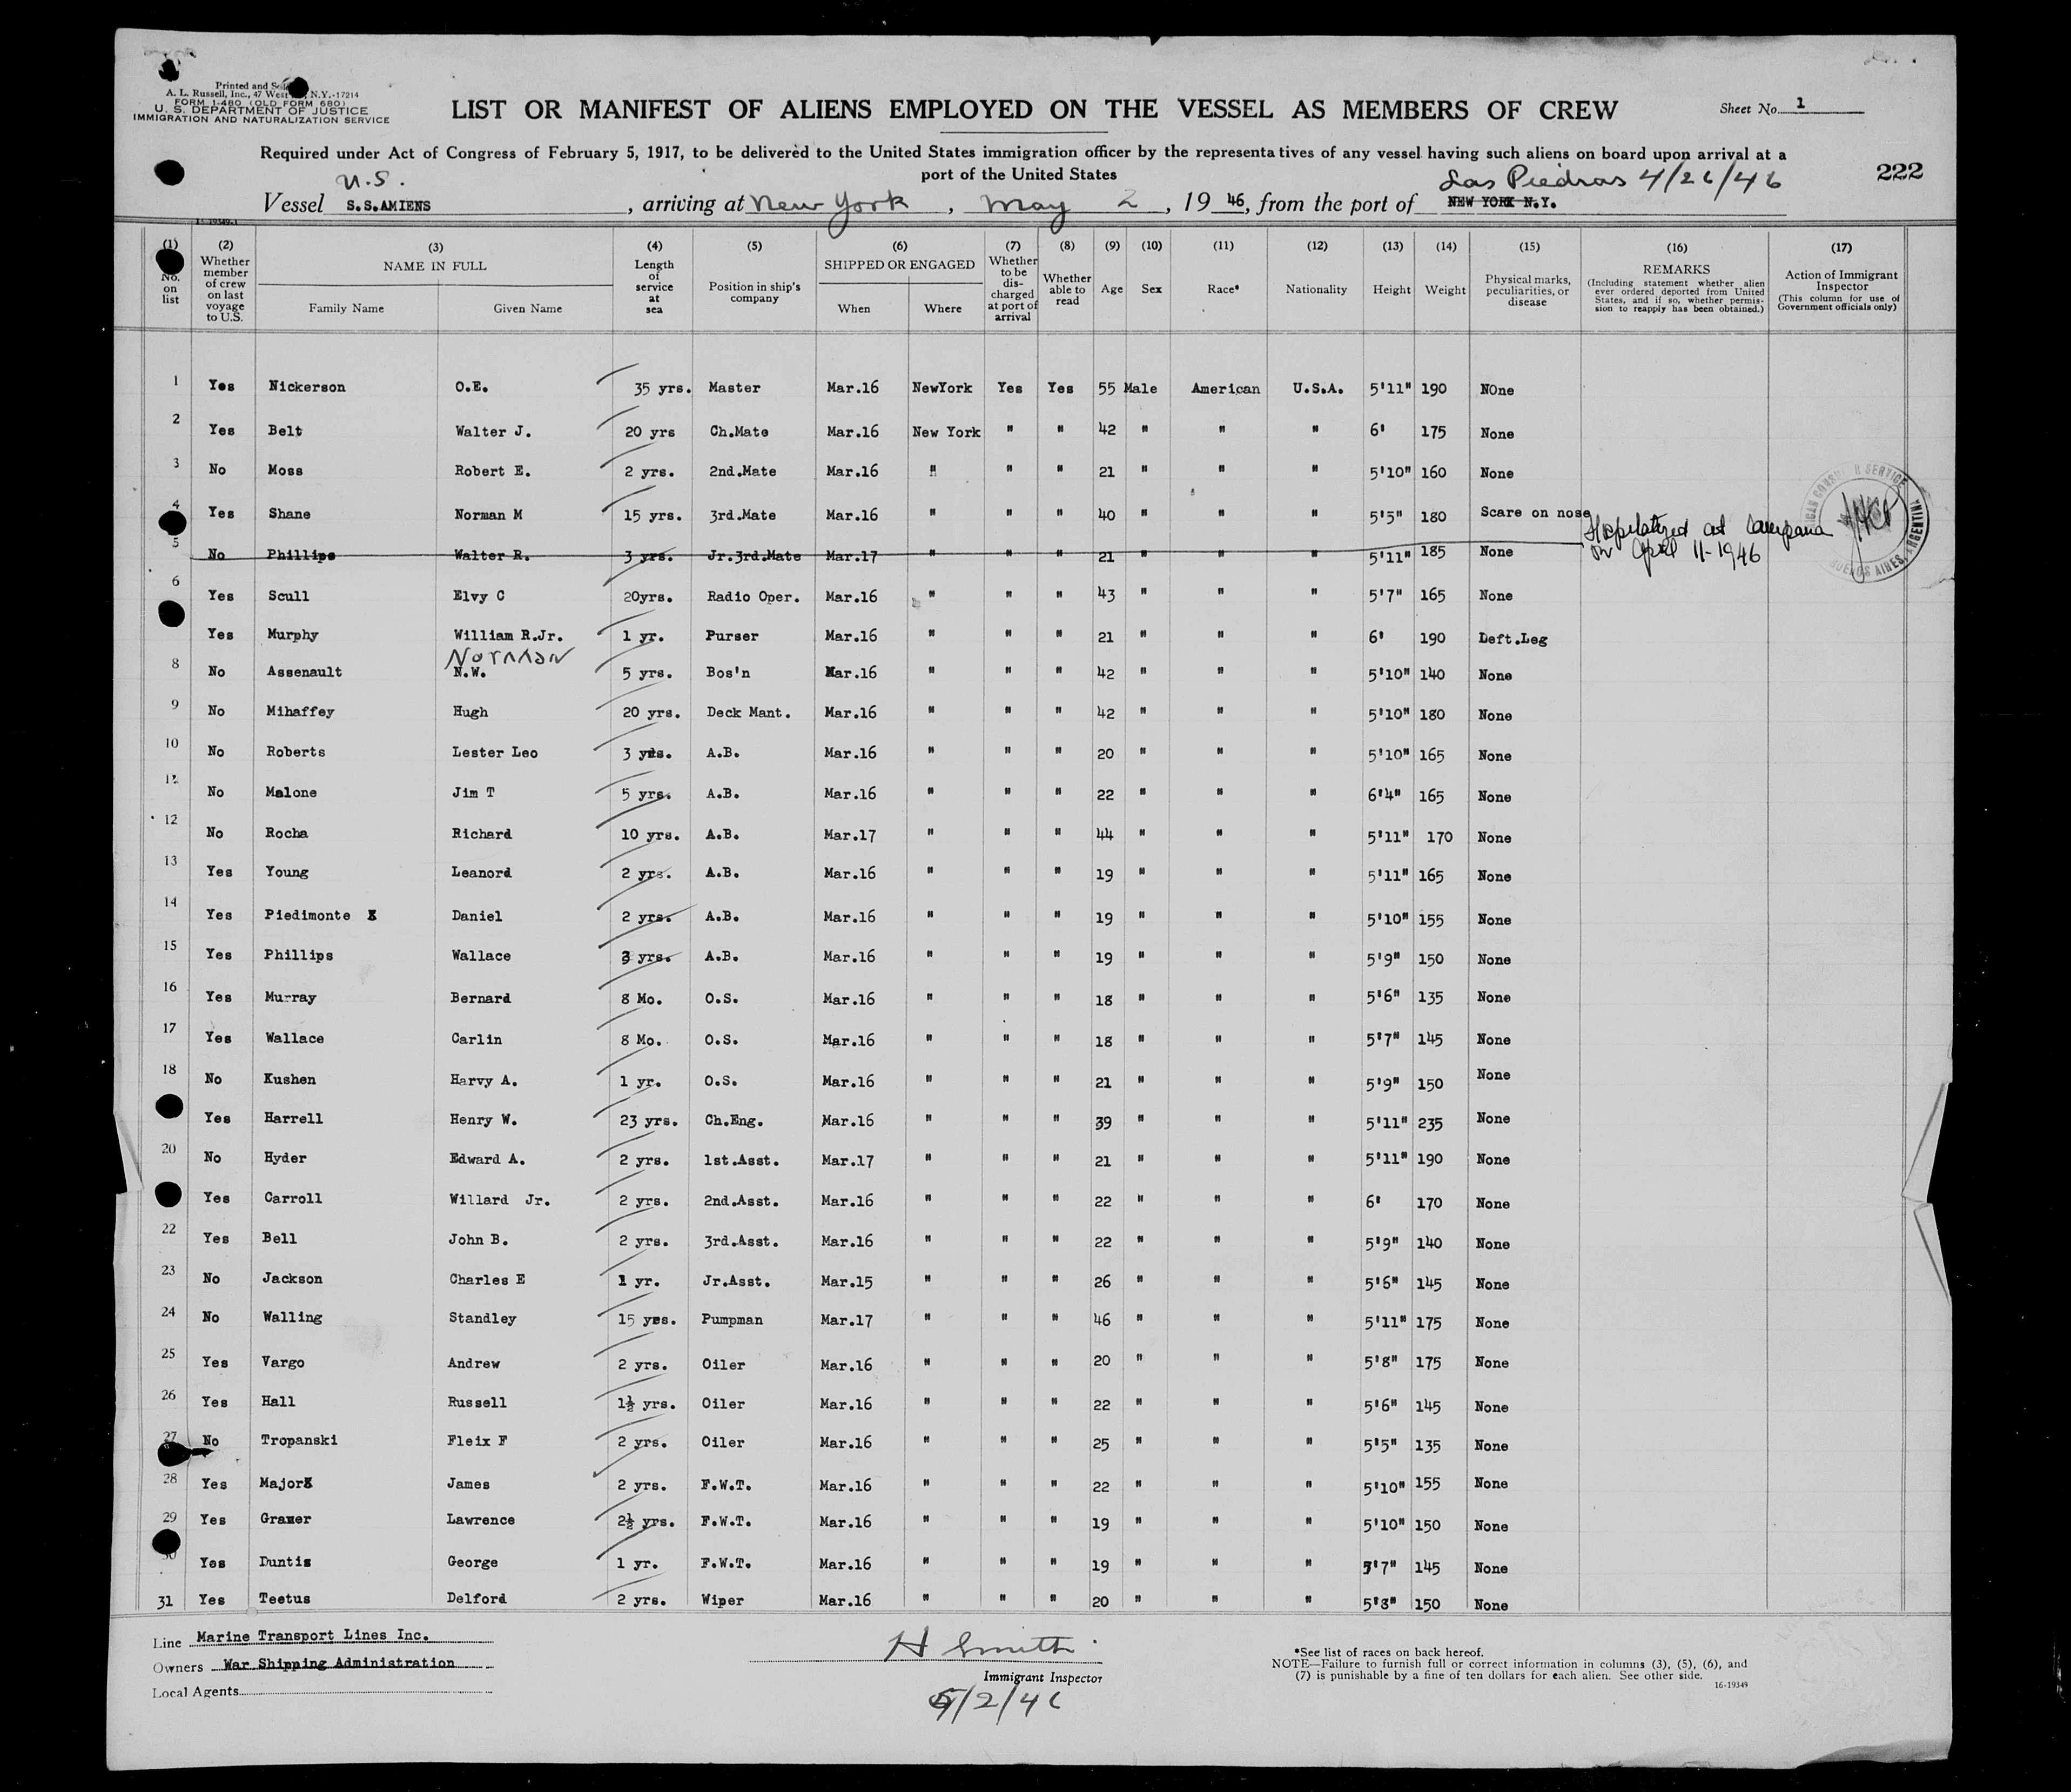 Printed and Sol
A. L. Russell, Inc., 47 West N.Y.-17214
FORM I-480 (OLD FORM 680)
U. S. DEPARTMENT OF JUSTICE
IMMIGRATION AND NATURALIZATION SERVICE
LIST OR MANIFEST OF ALIENS EMPLOYED ON THE VESSEL AS MEMBERS OF CREW
Sheet No. 1
Required under Act of Congress of February 5, 1917, to be delivered to the United States immigration officer by the representatives of any vessel having such aliens on board upon arrival at a
port of the United States
222
U.S. Las Piedras 4/26/46
Vessel S.S.AMIENS, arriving at New York, May 2, 19 46, from the port of NEW YORK N.Y.
(1) (2) (3) (4) (5) (6) (7) (8) (9) (10) (11) (12) (13) (14) (15) (16) (17)
No. on list
Whether member of crew on last voyage to U.S.
NAME IN FULL
Family Name Given Name
Length of service at sea
Position in ship's company
SHIPPED OR ENGAGED
When Where
Whether to be discharged at port of arrival
Whether able to read
Age Sex Race* Nationality Height Weight
Physical marks, peculiarities, or disease
REMARKS
(Including statement whether alien ever ordered deported from United States, and if so, whether permission to reapply has been obtained.)
Action of Immigrant Inspector
(This column for use of Government officials only)
1 Yes Nickerson O.E. 35 yrs. Master Mar.16 NewYork Yes Yes 55 Male American U.S.A. 5'11" 190 NOne
2 Yes Belt Walter J. 20 yrs Ch.Mate Mar.16 New York " " 42 " " " 6' 175 None
3 No Moss Robert E. 2 yrs. 2nd.Mate Mar.16 " " " 21 " " " 5'10" 160 None
4 Yes Shane Norman M 15 yrs. 3rd.Mate Mar.16 " " " 40 " " " 5'5" 180 Scare on nose
5 No Phillips Walter R. 3 yrs. Jr.3rd.Mate Mar.17 " " " 21 " " " 5'11" 185 None Hospitalized at Campana on April 11-1946
6 Yes Scull Elvy C 20yrs. Radio Oper. Mar.16 " " " 43 " " " 5'7" 165 None
Yes Murphy William R.Jr. 1 yr. Purser Mar.16 " " " 21 " " " 6' 190 Deft.Leg
Norman
8 No Assenault N.W. 5 yrs. Bos'n Mar.16 " " " 42 " " " 5'10" 140 None
9 No Mihaffey Hugh 20 yrs. Deck Mant. Mar.16 " " " 42 " " " 5'10" 180 None
10 No Roberts Lester Leo 3 yrs. A.B. Mar.16 " " " 20 " " " 5'10" 165 None
11 No Malone Jim T 5 yrs. A.B. Mar.16 " " " 22 " " " 6'4" 165 None
12 No Rocha Richard 10 yrs. A.B. Mar.17 " " " 44 " " " 5'11" 170 None
13 Yes Young Leanord 2 yrs. A.B. Mar.16 " " " 19 " " " 5'11" 165 None
14 Yes Piedimonte X Daniel 2 yrs. A.B. Mar.16 " " " 19 " " " 5'10" 155 None
15 Yes Phillips Wallace 3 yrs. A.B. Mar.16 " " " 19 " " " 5'9" 150 None
16 Yes Murray Bernard 8 Mo. O.S. Mar.16 " " " 18 " " " 5'6" 135 None
17 Yes Wallace Carlin 8 Mo. O.S. Mar.16 " " " 18 " " " 5'7" 145 None
18 No Kushen Harvy A. 1 yr. O.S. Mar.16 " " " 21 " " " 5'9" 150 None
Yes Harrell Henry W. 23 yrs. Ch.Eng. Mar.16 " " " 39 " " " 5'11" 235 None
20 No Hyder Edward A. 2 yrs. 1st.Asst. Mar.17 " " " 21 " " " 5'11" 190 None
Yes Carroll Willard Jr. 2 yrs. 2nd.Asst. Mar.16 " " " 22 " " " 6' 170 None
22 Yes Bell John B. 2 yrs. 3rd.Asst. Mar.16 " " " 22 " " " 5'9" 140 None
23 No Jackson Charles E 1 yr. Jr.Asst. Mar.15 " " " 26 " " " 5'6" 145 None
24 No Walling Standley 15 yrs. Pumpman Mar.17 " " " 46 " " " 5'11" 175 None
25 Yes Vargo Andrew 2 yrs. Oiler Mar.16 " " " 20 " " " 5'8" 175 None
26 Yes Hall Russell 1½ yrs. Oiler Mar.16 " " " 22 " " " 5'6" 145 None
27 No Tropanski Fleix F 2 yrs. Oiler Mar.16 " " " 25 " " " 5'5" 135 None
28 Yes MajorX James 2 yrs. F.W.T. Mar.16 " " " 22 " " " 5'10" 155 None
29 Yes Gramer Lawrence 2½ yrs. F.W.T. Mar.16 " " " 19 " " " 5'10" 150 None
30 Yes Duntis George 1 yr. F.W.T. Mar.16 " " " 19 " " " 5'7" 145 None
31 Yes Teetus Delford 2 yrs. Wiper Mar.16 " " " 20 " " " 5'8" 150 None
Line Marine Transport Lines Inc.
Owners War Shipping Administration
Local Agents
H Smith
Immigrant Inspector
5/2/46
*See list of races on back hereof.
NOTE—Failure to furnish full or correct information in columns (3), (5), (6), and
(7) is punishable by a fine of ten dollars for each alien. See other side.
16-19349